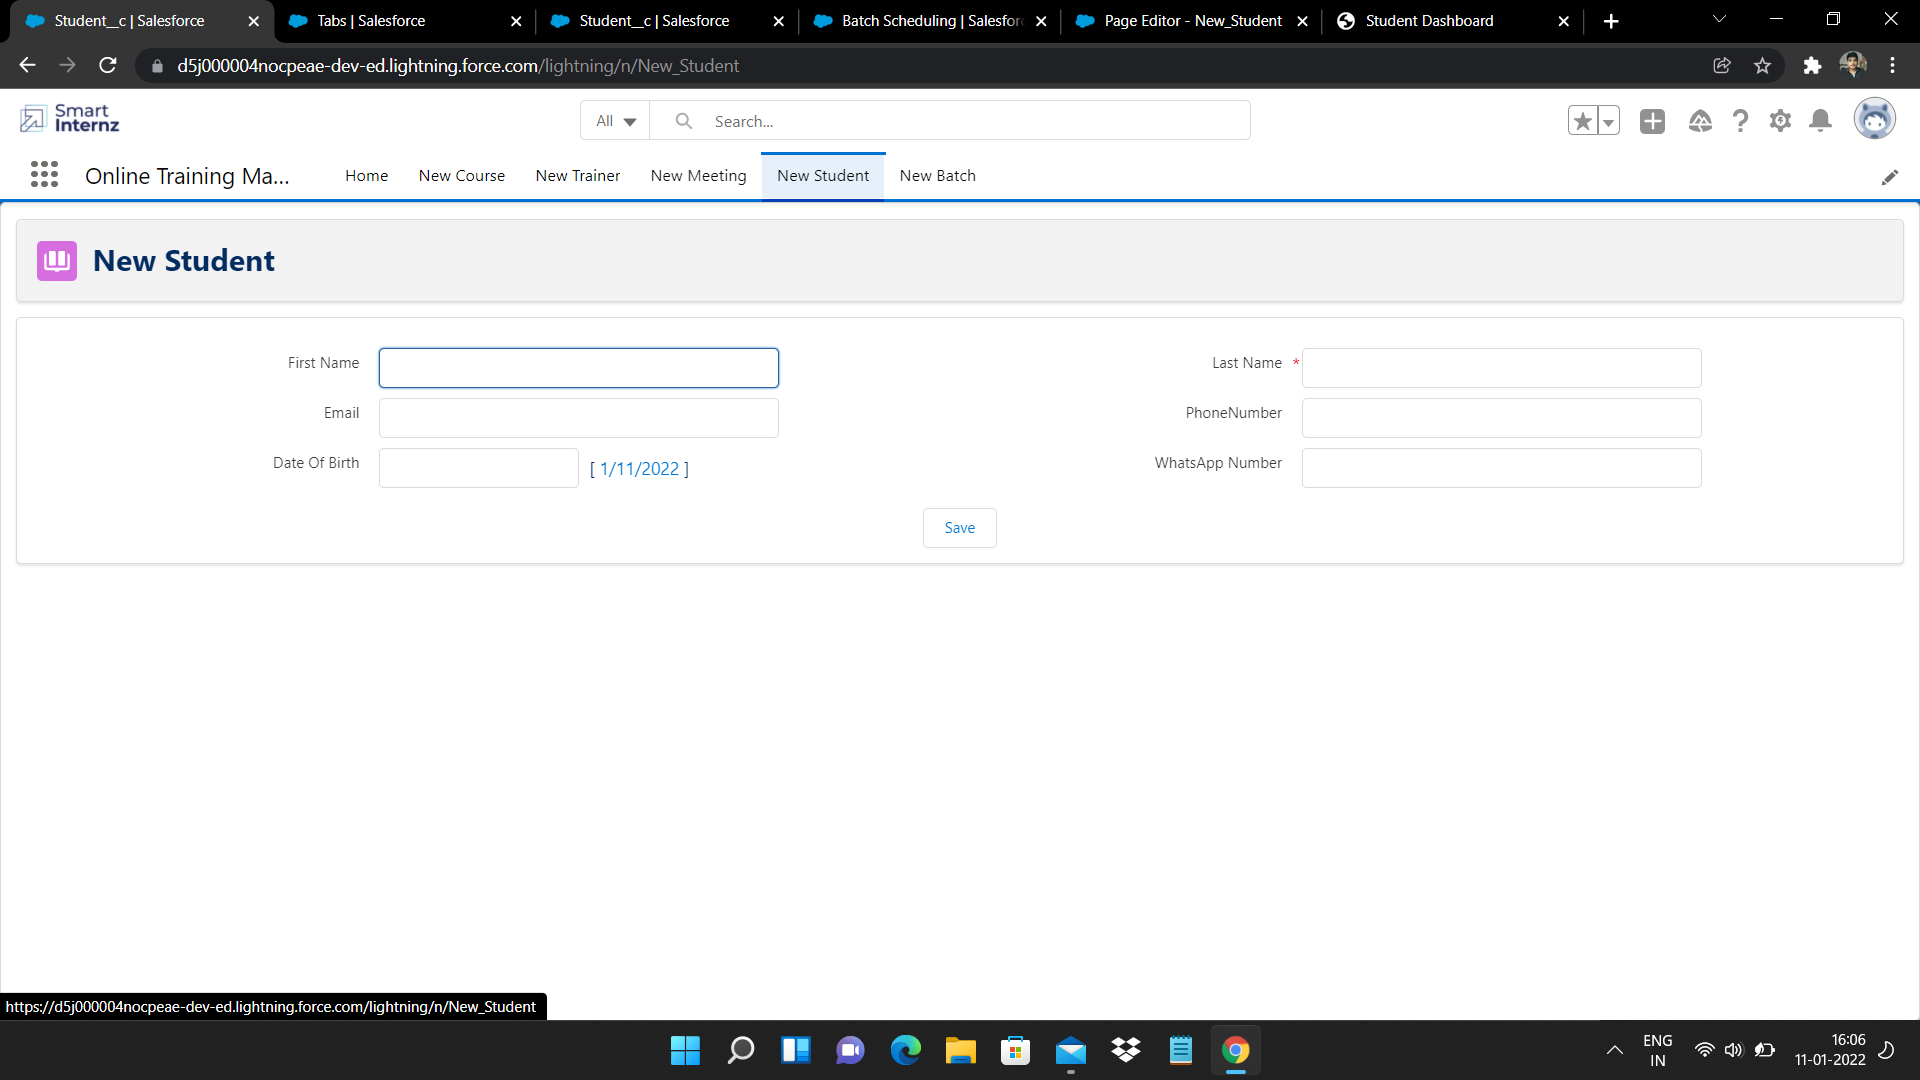 Student__c | Salesforce
Tabs | Salesforce
Student__c | Salesforce
Batch Scheduling | Salesfor
Page Editor - New_Student
Student Dashboard
d5j000004nocpeae-dev-ed.lightning.force.com/lightning/n/New_Student
Smart
Internz
All
Search...
Online Training Ma...
Home
New Course
New Trainer
New Meeting
New Student
New Batch
New Student
First Name
Last Name *
Email
PhoneNumber
Date Of Birth
[ 1/11/2022 ]
WhatsApp Number
Save
https://d5j000004nocpeae-dev-ed.lightning.force.com/lightning/n/New_Student
ENG
IN
16:06
11-01-2022